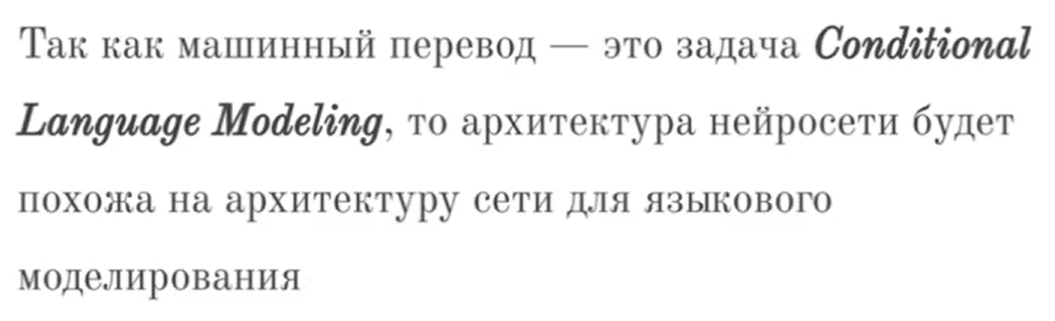 Так как машинный перевод — это задача Conditional
Language Modeling, то архитектура нейросети будет
похожа на архитектуру сети для языкового
моделирования